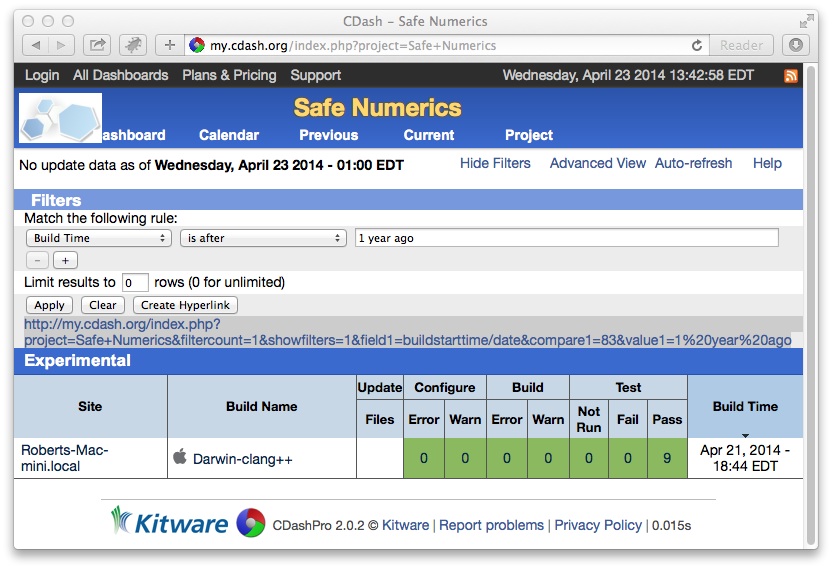 CDash – Safe Numerics
my.cdash.org/index.php?project=Safe+Numerics
Reader
Login All Dashboards Plans & Pricing Support Wednesday, April 23 2014 13:42:58 EDT
Safe Numerics
ashboard Calendar Previous Current Project
No update data as of Wednesday, April 23 2014 - 01:00 EDT Hide Filters Advanced View Auto-refresh Help
Filters
Match the following rule:
Build Time is after 1 year ago
- +
Limit results to 0 rows (0 for unlimited)
Apply Clear Create Hyperlink
http://my.cdash.org/index.php?
project=Safe+Numerics&filtercount=1&showfilters=1&field1=buildstarttime/date&compare1=83&value1=1%20year%20ago
Experimental
Site Build Name Update Configure Build Test Build Time
Files Error Warn Error Warn Not Run Fail Pass
Roberts-Mac-mini.local Darwin-clang++ 0 0 0 0 0 0 9 Apr 21, 2014 - 18:44 EDT
Kitware CDashPro 2.0.2 © Kitware | Report problems | Privacy Policy | 0.015s